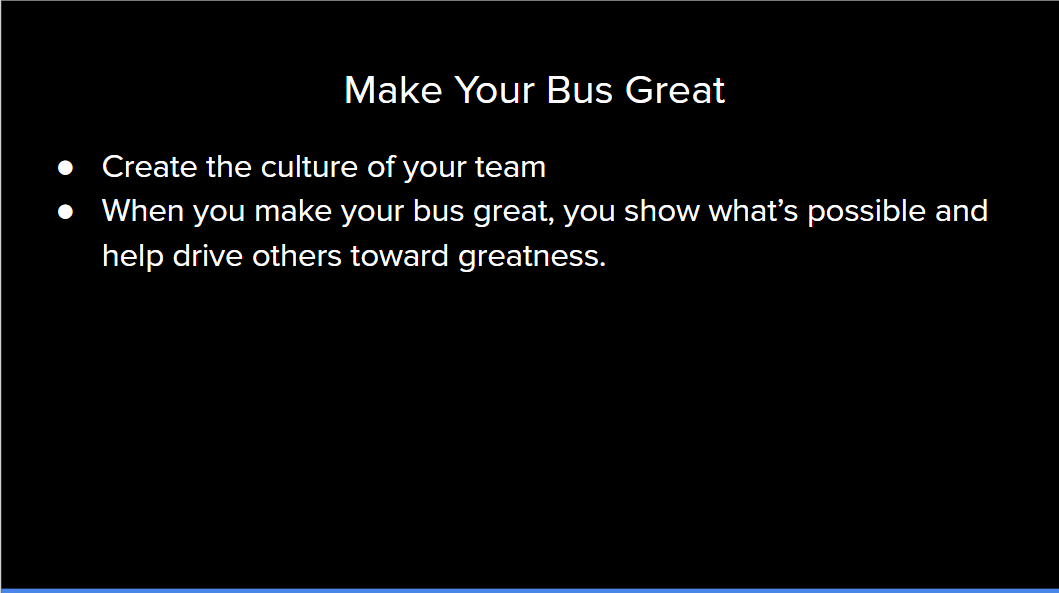 Make Your Bus Great
● Create the culture of your team
● When you make your bus great, you show what’s possible and
help drive others toward greatness.